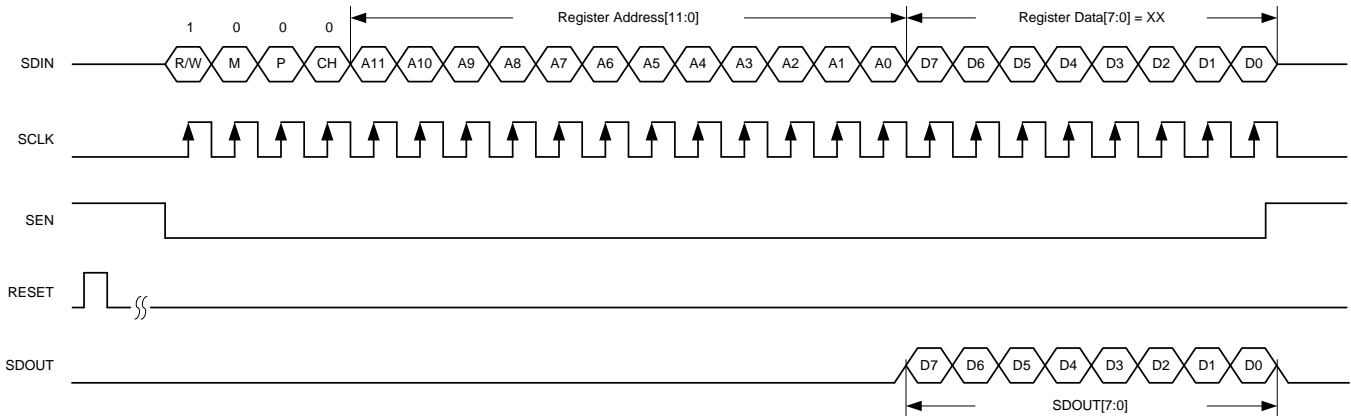 1 0 0 0 Register Address[11:0] Register Data[7:0] = XX
SDIN R/W M P CH A11 A10 A9 A8 A7 A6 A5 A4 A3 A2 A1 A0 D7 D6 D5 D4 D3 D2 D1 D0
SCLK
SEN
RESET
SDOUT D7 D6 D5 D4 D3 D2 D1 D0
SDOUT[7:0]